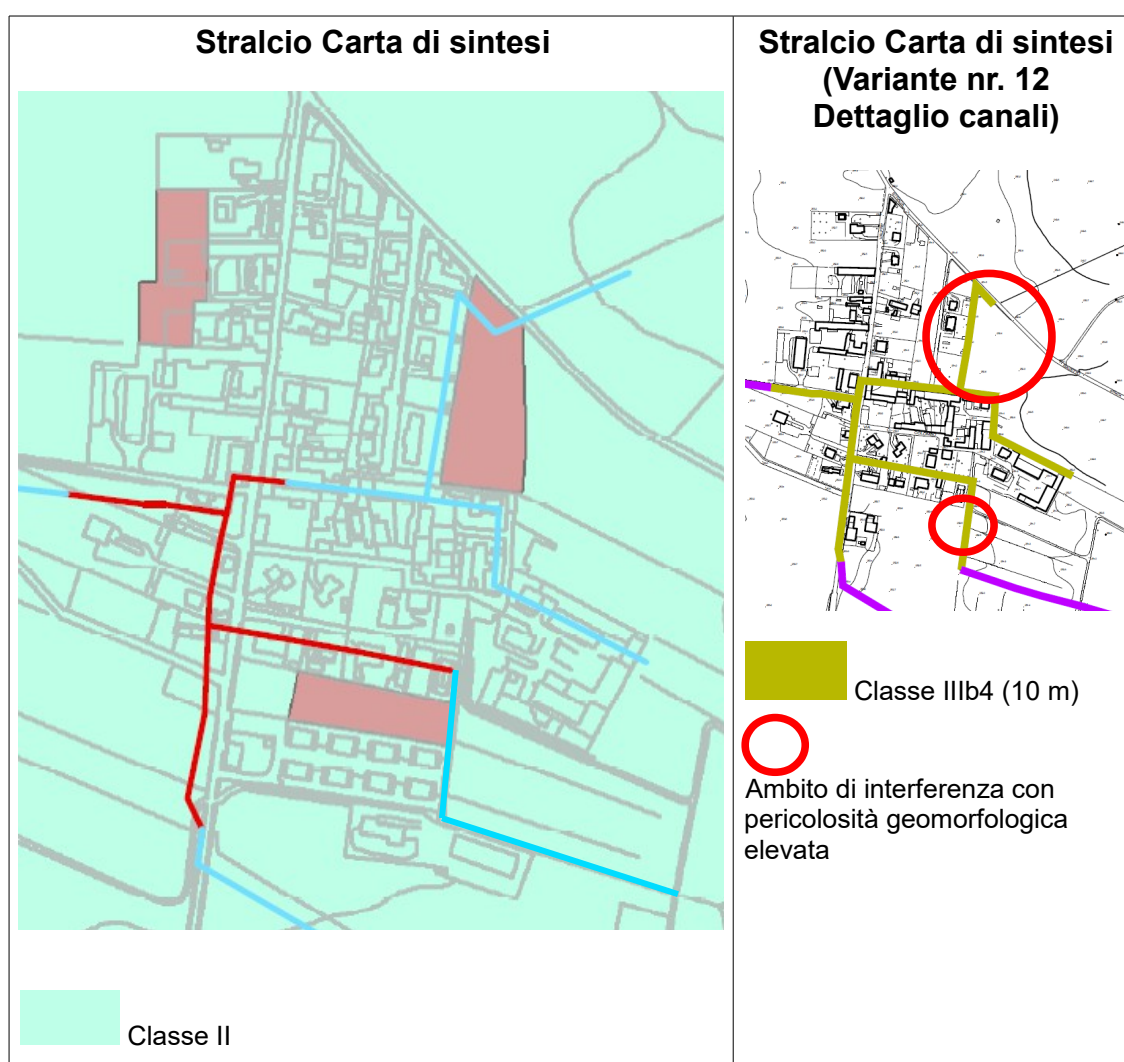 Stralcio Carta di sintesi
Classe II
Stralcio Carta di sintesi
(Variante nr. 12
Dettaglio canali)
Classe IIIb4 (10 m)
Ambito di interferenza con
pericolosità geomorfologica
elevata